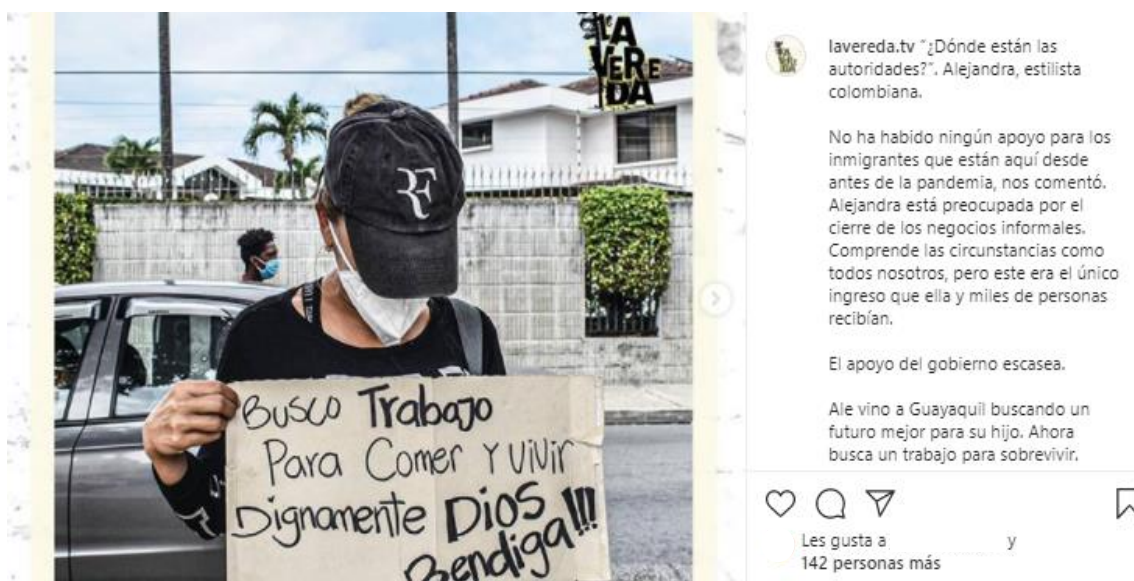 LA
VERE
DA
RF
Busco Trabajo
Para Comer Y vivir
Dignamente Dios
Bendiga!!!
lavereda.tv “¿Dónde están las
autoridades?”. Alejandra, estilista
colombiana.
No ha habido ningún apoyo para los
inmigrantes que están aquí desde
antes de la pandemia, nos comentó.
Alejandra está preocupada por el
cierre de los negocios informales.
Comprende las circunstancias como
todos nosotros, pero este era el único
ingreso que ella y miles de personas
recibían.
El apoyo del gobierno escasea.
Ale vino a Guayaquil buscando un
futuro mejor para su hijo. Ahora
busca un trabajo para sobrevivir.
Les gusta a y
142 personas más